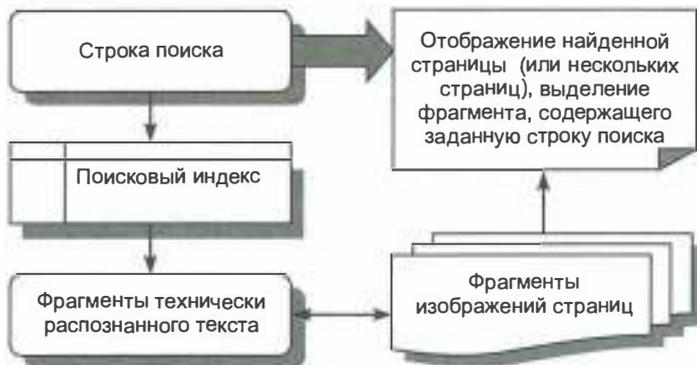 Строка поиска
Отображение найденной
страницы (или нескольких
страниц), выделение
фрагмента, содержащего
заданную строку поиска
Поисковый индекс
Фрагменты технически
распознанного текста
Фрагменты
изображений страниц